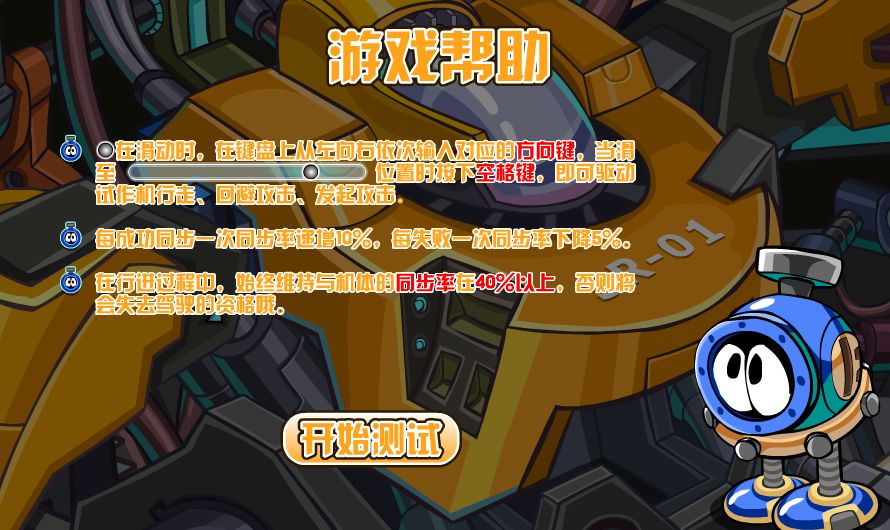 游戏帮助
在滑动时，在键盘上从左向右依次输入对应的方向键，当滑
至 位置时按下空格键，即可驱动
试作机行走、回避攻击、发起攻击.
每成功同步一次同步率递增10%，每失败一次同步率下降5%.
在行进过程中，始终维持与机体的同步率在40%以上，否则将
会失去驾驶的资格哦.
开始测试